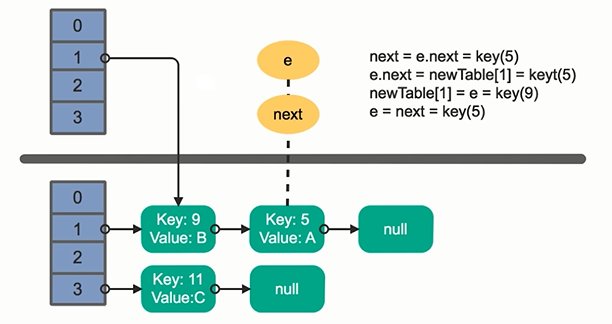 0
1
2
3
e
next
next = e.next = key(5)
e.next = newTable[1] = keyt(5)
newTable[1] = e = key(9)
e = next = key(5)
0
1
2
3
Key: 9
Value: B
Key: 5
Value: A
null
Key: 11
Value:C
null